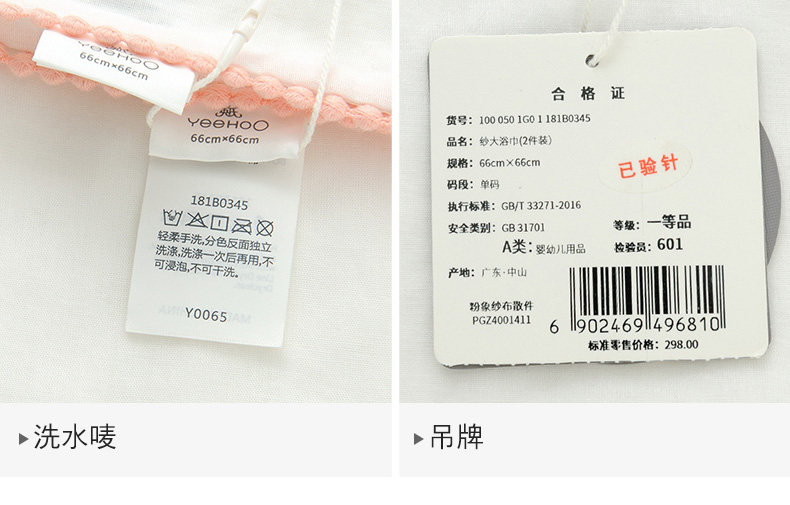 YeeHoO
66cm×66cm
YeeHoO
66cm×66cm
181B0345
轻柔手洗,分色反面独立
洗涤,洗涤一次后再用,不
可浸泡,不可干洗。
Y0065
洗水唛
合格证
货号: 100 050 1G0 1 181B0345
品名: 纱大浴巾(2件装)
规格: 66cm×66cm
已验针
码段: 单码
执行标准: GB/T 33271-2016
安全类别: GB 31701
等级: 一等品
A类: 婴幼儿用品
检验员: 601
产地: 广东·中山
粉象纱布散件
PGZ4001411
6 902469 496810
标准零售价格: 298.00
吊牌